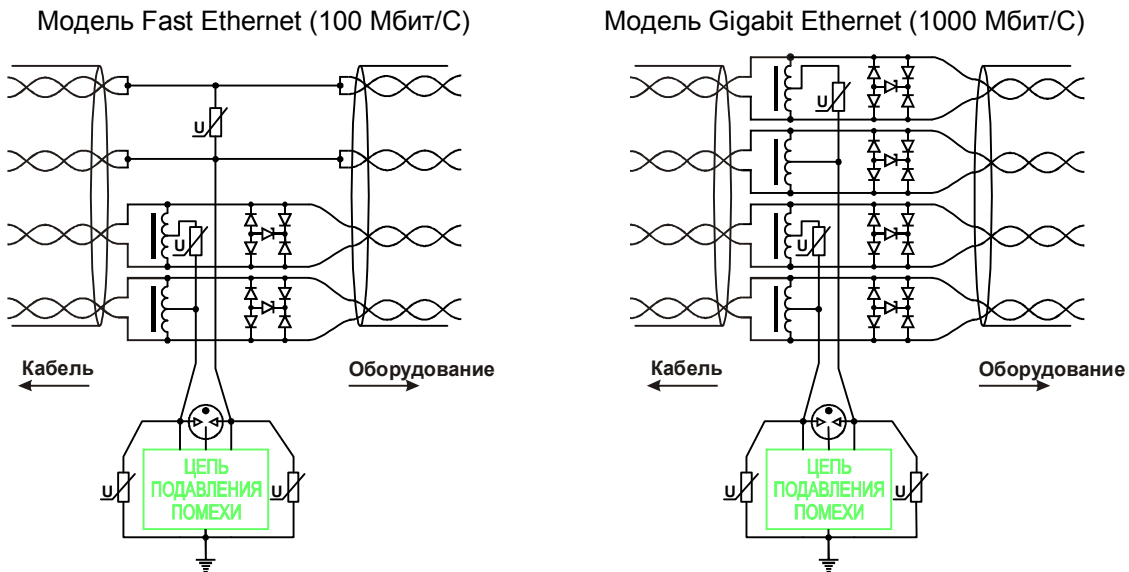 Модель Fast Ethernet (100 Мбит/С)
Модель Gigabit Ethernet (1000 Мбит/С)
U
U
U
U
Кабель
Оборудование
Кабель
Оборудование
U
ЦЕПЬ
ПОДАВЛЕНИЯ
ПОМЕХИ
U
U
ЦЕПЬ
ПОДАВЛЕНИЯ
ПОМЕХИ
U